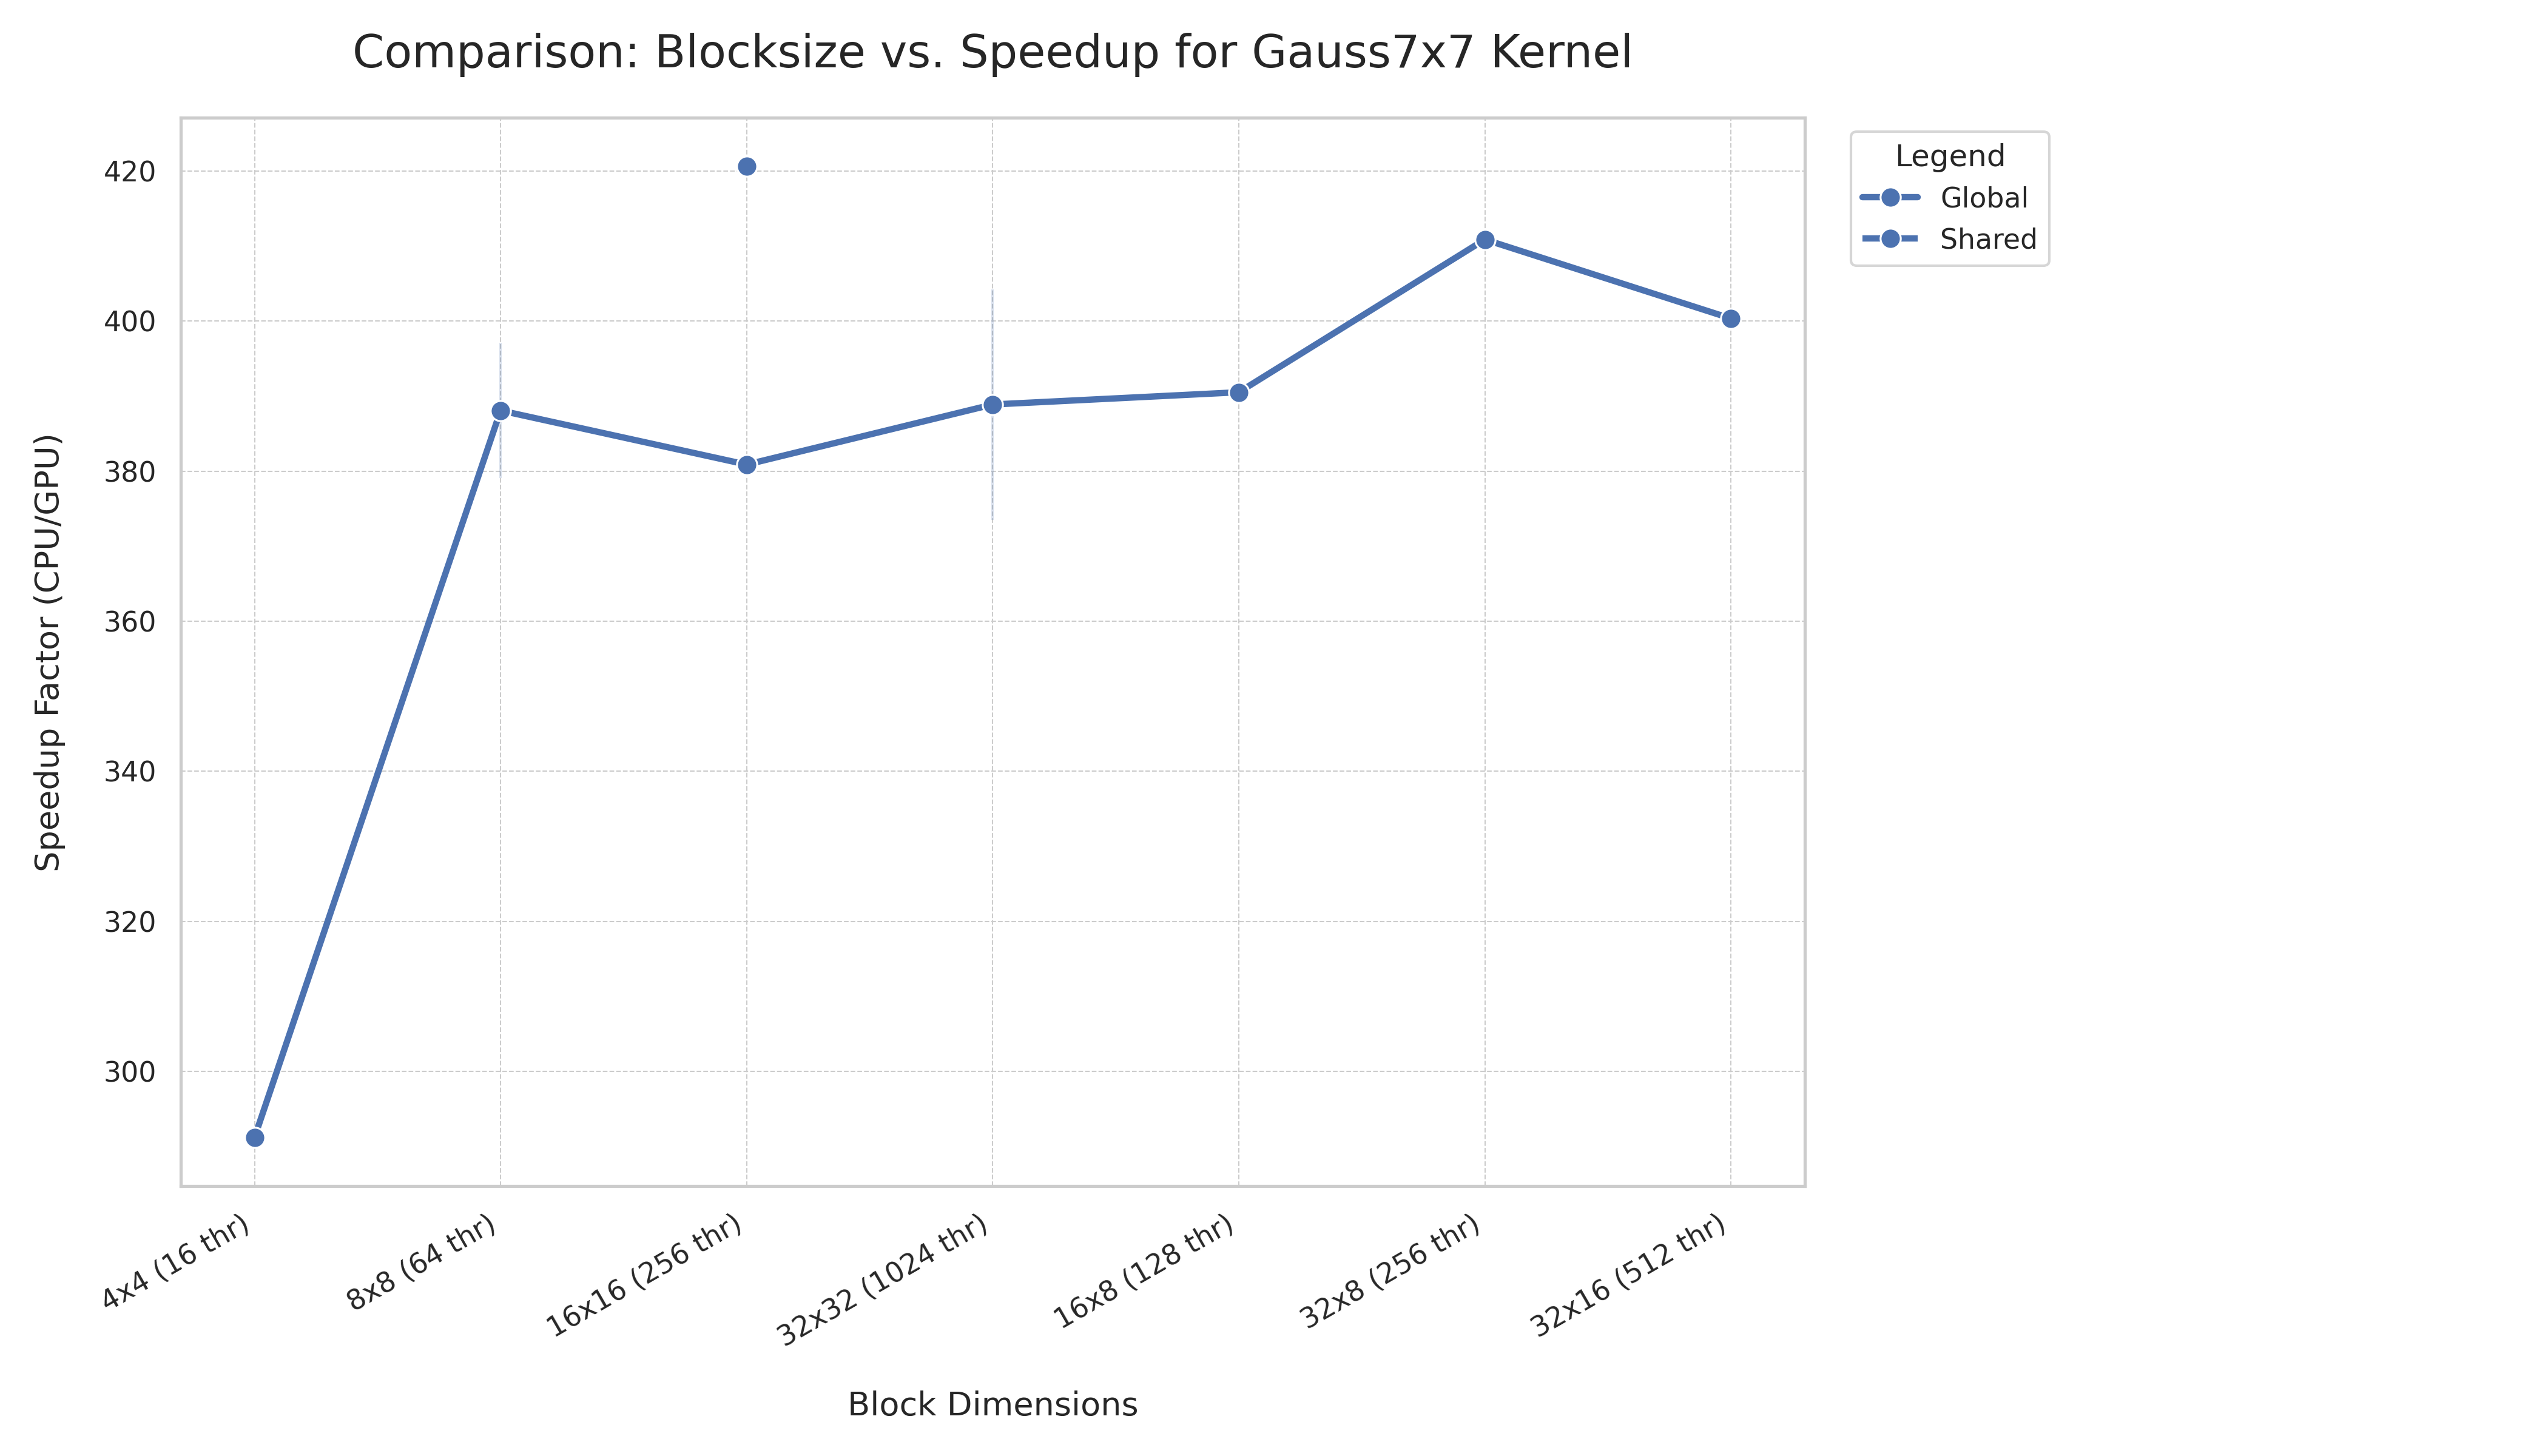 Comparison: Blocksize vs. Speedup for Gauss7x7 Kernel
Legend
Global
Shared
Speedup Factor (CPU/GPU)
420
400
380
360
340
320
300
4x4 (16 thr)
8x8 (64 thr)
16x16 (256 thr)
32x32 (1024 thr)
16x8 (128 thr)
32x8 (256 thr)
32x16 (512 thr)
Block Dimensions